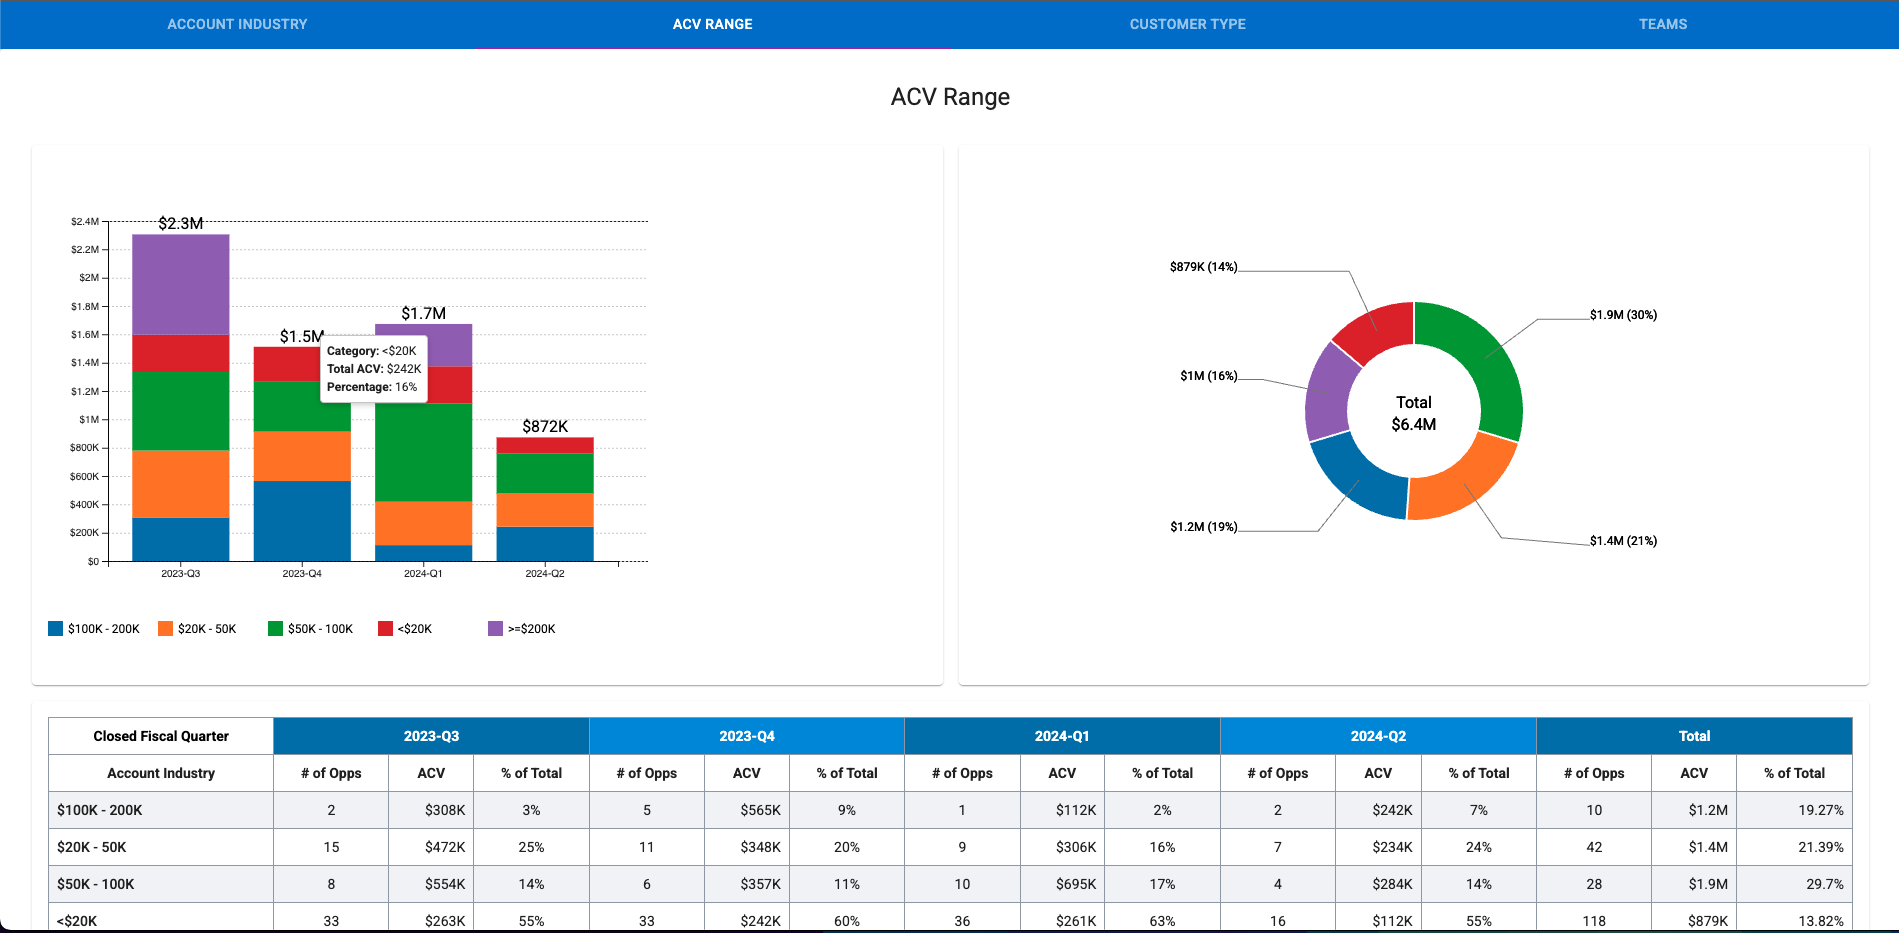 ACCOUNT INDUSTRY ACV RANGE CUSTOMER TYPE TEAMS
ACV Range
$2.4M
$2.2M
$2M
$1.8M
$1.6M
$1.4M
$1.2M
$1M
$800K
$600K
$400K
$200K
$0
$2.3M
$1.5M
$1.7M
$872K
Category: <$20K
Total ACV: $242K
Percentage: 16%
2023-Q3 2023-Q4 2024-Q1 2024-Q2
$100K - 200K $20K - 50K $50K - 100K <$20K >=$200K
$879K (14%)
$1.9M (30%)
$1M (16%)
Total
$6.4M
$1.2M (19%)
$1.4M (21%)
Closed Fiscal Quarter 2023-Q3 2023-Q4 2024-Q1 2024-Q2 Total
Account Industry # of Opps ACV % of Total # of Opps ACV % of Total # of Opps ACV % of Total # of Opps ACV % of Total # of Opps ACV % of Total
$100K - 200K 2 $308K 3% 5 $565K 9% 1 $112K 2% 2 $242K 7% 10 $1.2M 19.27%
$20K - 50K 15 $472K 25% 11 $348K 20% 9 $306K 16% 7 $234K 24% 42 $1.4M 21.39%
$50K - 100K 8 $554K 14% 6 $357K 11% 10 $695K 17% 4 $284K 14% 28 $1.9M 29.7%
<$20K 33 $263K 55% 33 $242K 60% 36 $261K 63% 16 $112K 55% 118 $879K 13.82%